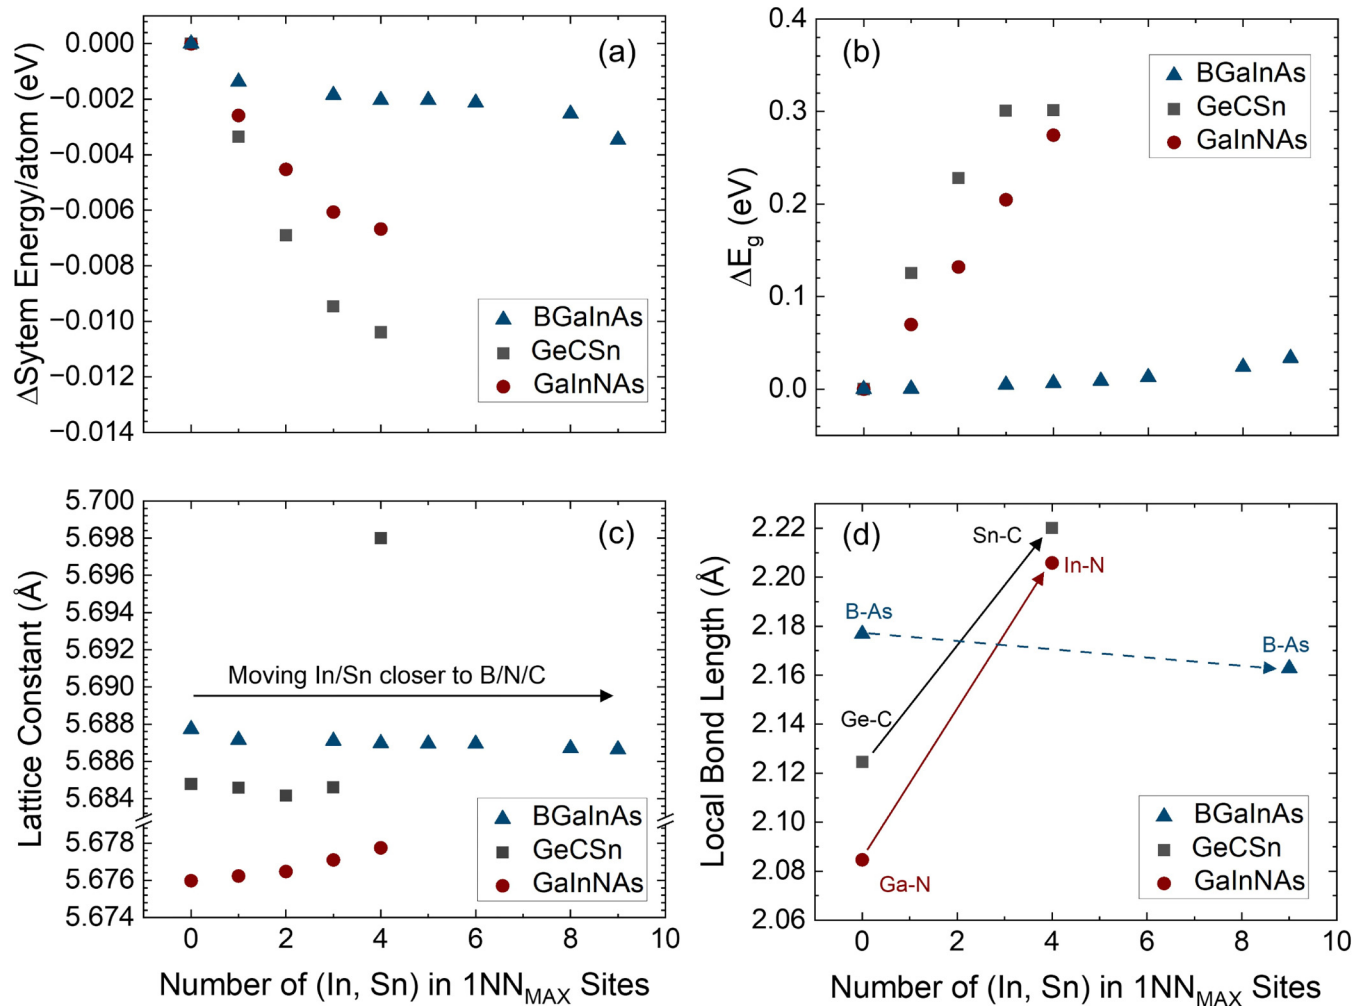 (a)
ΔSytem Energy/atom (eV)
0.000
−0.002
−0.004
−0.006
−0.008
−0.010
−0.012
−0.014
BGaInAs
GeCSn
GaInNAs
(b)
ΔEg (eV)
0.4
0.3
0.2
0.1
0.0
BGaInAs
GeCSn
GaInNAs
(c)
Lattice Constant (Å)
5.700
5.698
5.696
5.694
5.692
5.690
5.688
5.686
5.684
5.678
5.676
5.674
Moving In/Sn closer to B/N/C
BGaInAs
GeCSn
GaInNAs
0 2 4 6 8 10
Number of (In, Sn) in 1NNMAX Sites
(d)
Local Bond Length (Å)
2.22
2.20
2.18
2.16
2.14
2.12
2.10
2.08
2.06
Sn-C
In-N
B-As
B-As
Ge-C
Ga-N
BGaInAs
GeCSn
GaInNAs
0 2 4 6 8 10
Number of (In, Sn) in 1NNMAX Sites